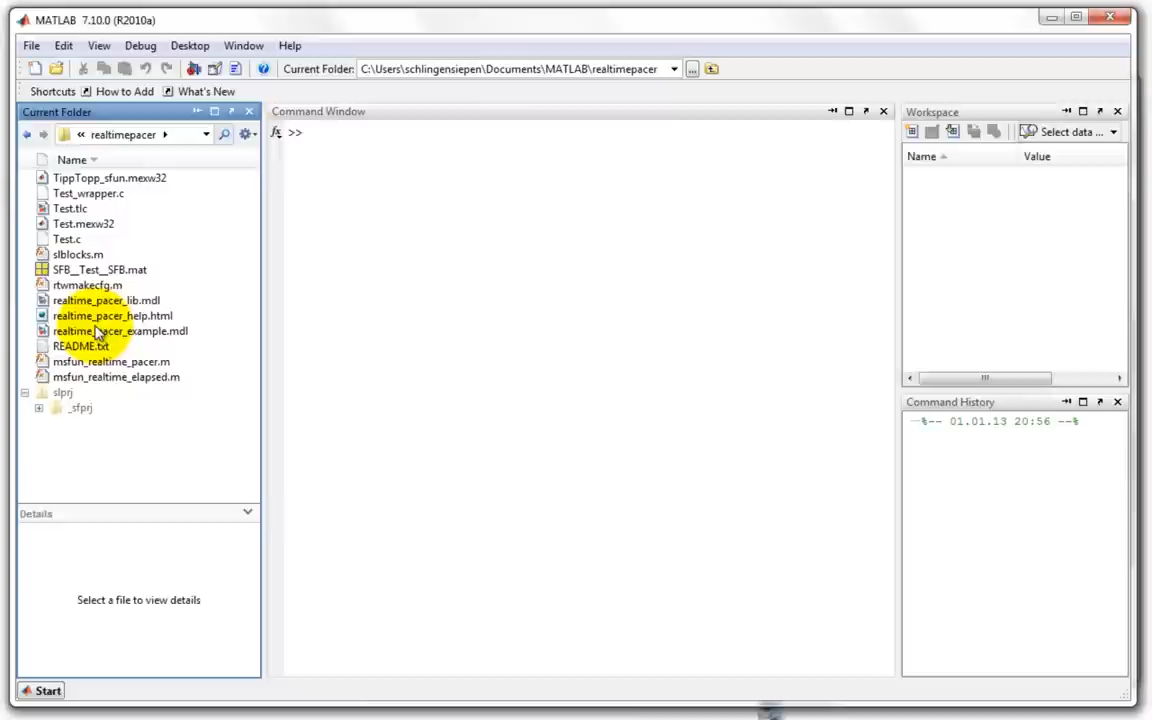 MATLAB 7.10.0 (R2010a)
File Edit View Debug Desktop Window Help
Current Folder: C:\Users\schlingensiepen\Documents\MATLAB\realtimepacer
Shortcuts How to Add What's New
Current Folder
« realtimepacer
Name
TippTopp_sfun.mexw32
Test_wrapper.c
Test.tlc
Test.mexw32
Test.c
slblocks.m
SFB__Test__SFB.mat
rtwmakecfg.m
realtime_pacer_lib.mdl
realtime_pacer_help.html
realtime_pacer_example.mdl
README.txt
msfun_realtime_pacer.m
msfun_realtime_elapsed.m
slprj
_sfprj
Details
Select a file to view details
Start
Command Window
fx >>
Workspace
Select data ...
Name Value
Command History
%-- 01.01.13 20:56 --%